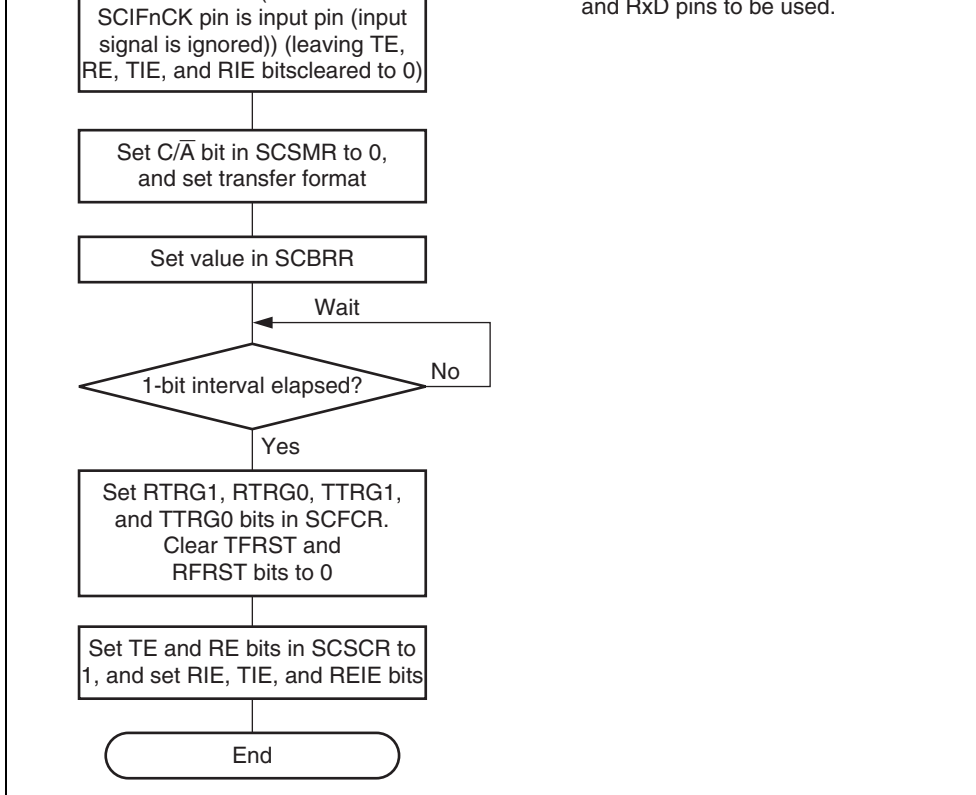 and RxD pins to be used.
SCIFnCK pin is input pin (input
signal is ignored)) (leaving TE,
RE, TIE, and RIE bitscleared to 0)
Set C/A̅ bit in SCSMR to 0,
and set transfer format
Set value in SCBRR
Wait
1-bit interval elapsed?
No
Yes
Set RTRG1, RTRG0, TTRG1,
and TTRG0 bits in SCFCR.
Clear TFRST and
RFRST bits to 0
Set TE and RE bits in SCSCR to
1, and set RIE, TIE, and REIE bits
End